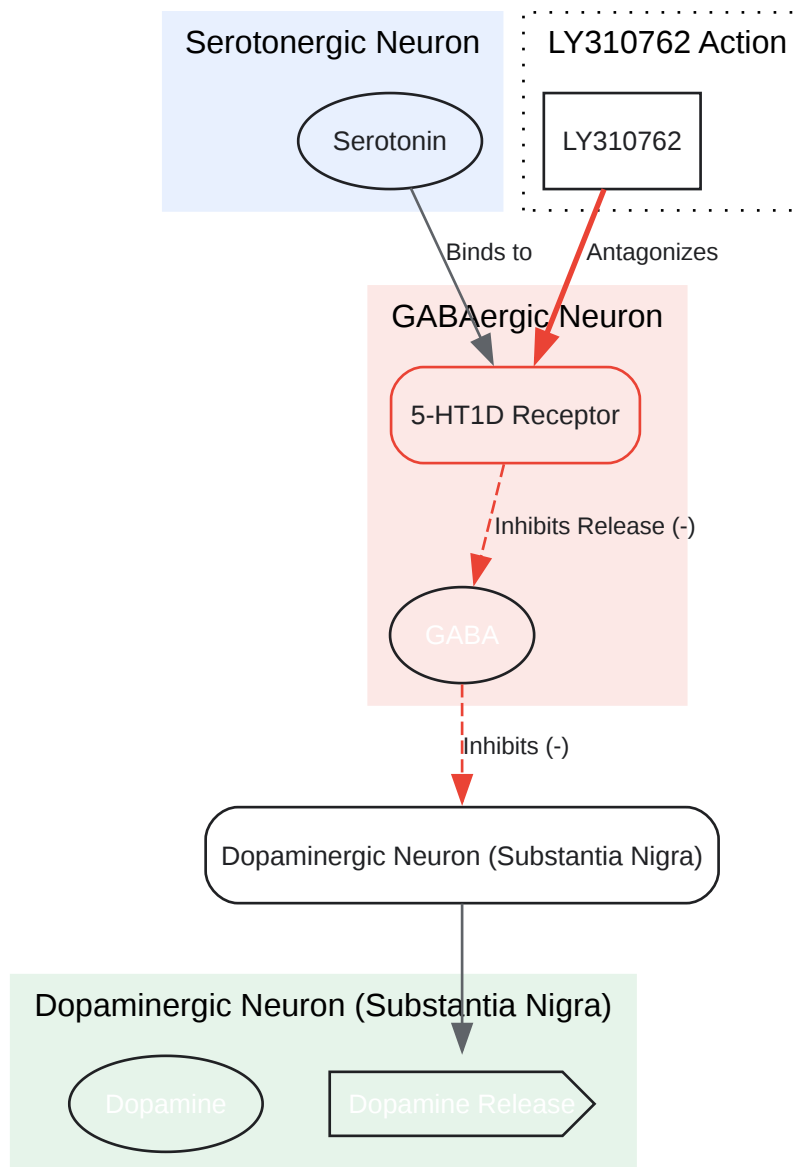 Serotonergic Neuron
LY310762 Action
Serotonin
LY310762
Binds to
Antagonizes
GABAergic Neuron
5-HT1D Receptor
Inhibits Release (-)
GABA
Inhibits (-)
Dopaminergic Neuron (Substantia Nigra)
Dopaminergic Neuron (Substantia Nigra)
Dopamine
Dopamine Release